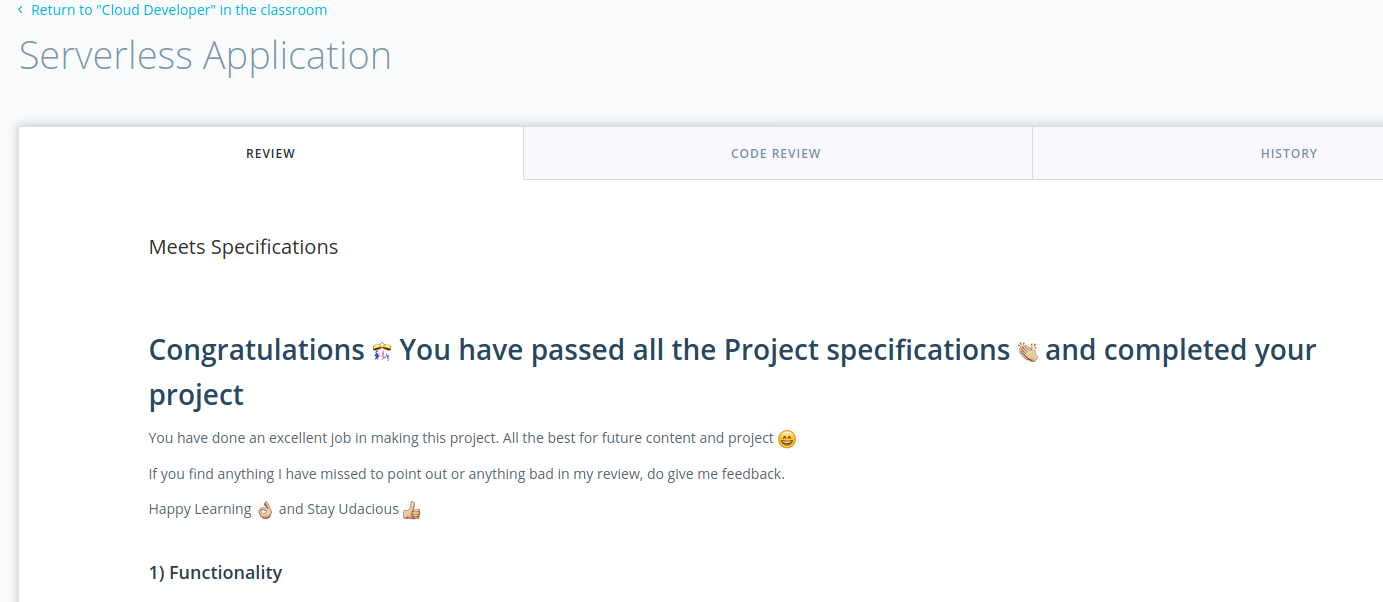 ‹ Return to "Cloud Developer" in the classroom
Serverless Application
REVIEW CODE REVIEW HISTORY
Meets Specifications
Congratulations 🎊 You have passed all the Project specifications 👏🏼 and completed your
project
You have done an excellent job in making this project. All the best for future content and project 😄
If you find anything I have missed to point out or anything bad in my review, do give me feedback.
Happy Learning 👌🏼 and Stay Udacious 👍🏼
1) Functionality